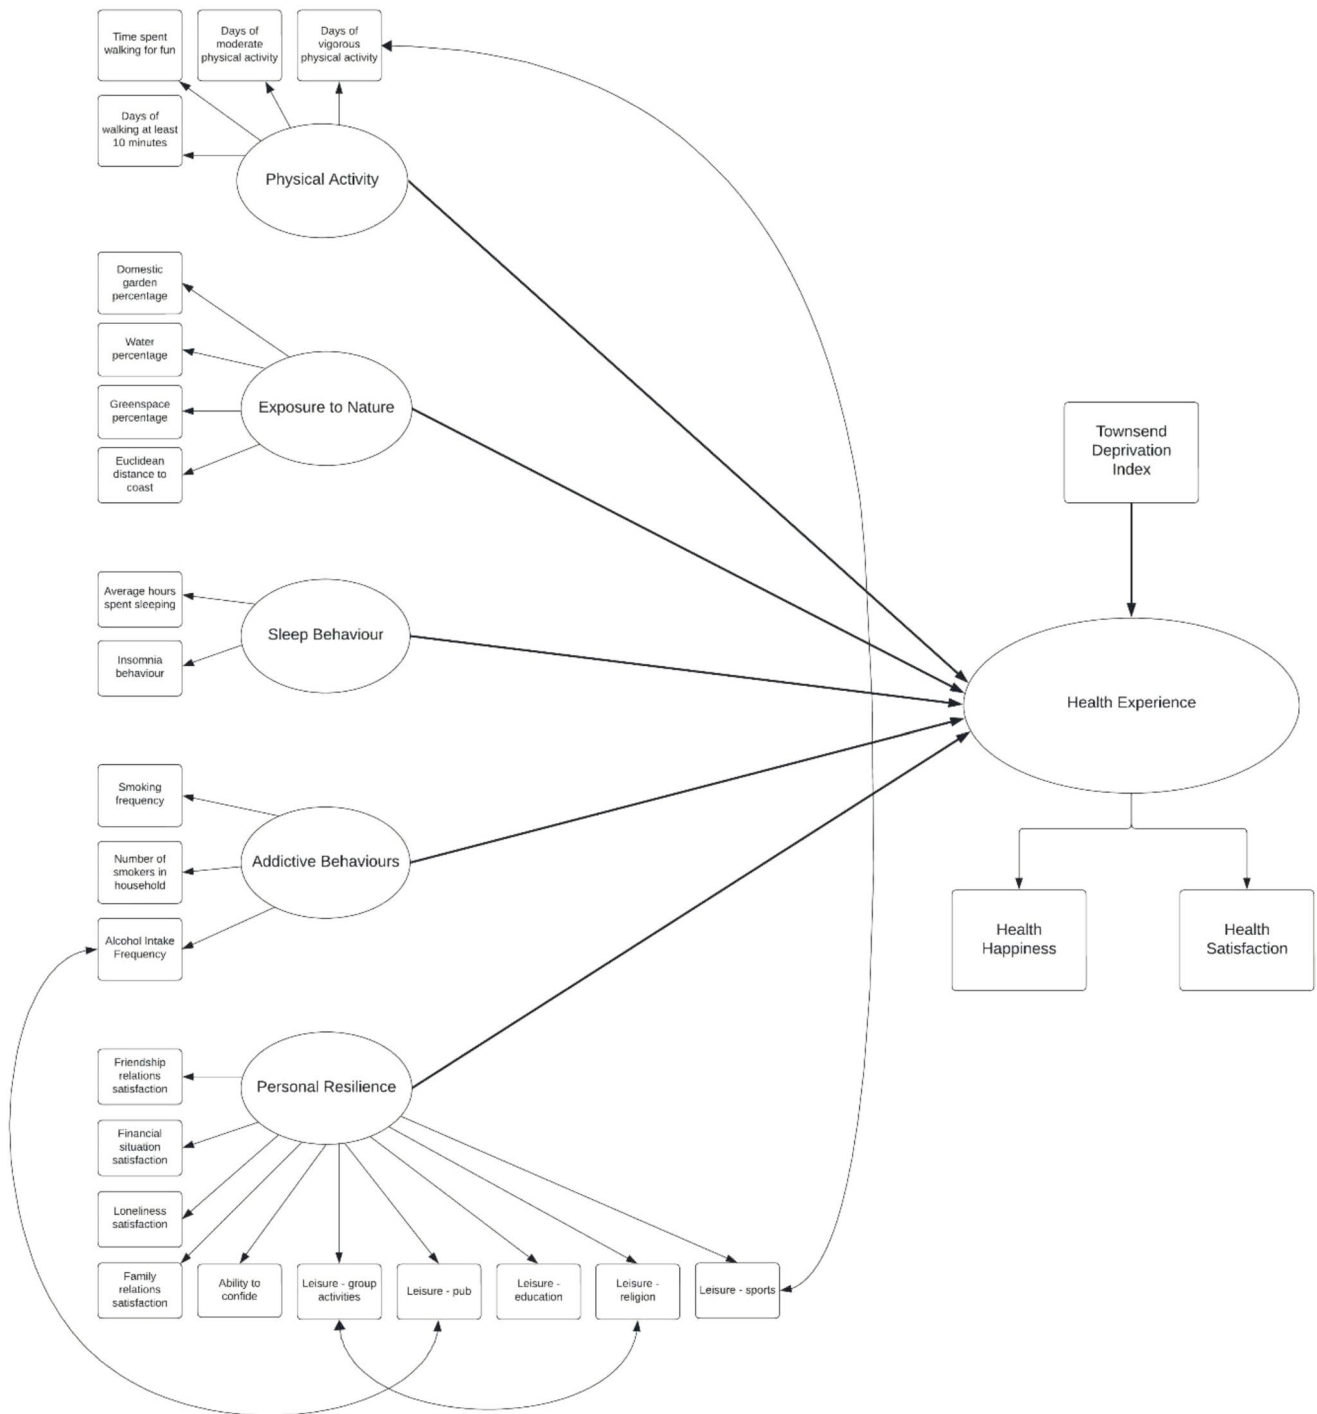 Time spent
walking for fun
Days of
moderate
physical activity
Days of
vigorous
physical activity
Days of
walking at least
10 minutes
Physical Activity
Domestic
garden
percentage
Water
percentage
Greenspace
percentage
Euclidean
distance to
coast
Exposure to Nature
Townsend
Deprivation
Index
Average hours
spent sleeping
Insomnia
behaviour
Sleep Behaviour
Health Experience
Smoking
frequency
Number of
smokers in
household
Alcohol Intake
Frequency
Addictive Behaviours
Health
Happiness
Health
Satisfaction
Friendship
relations
satisfaction
Financial
situation
satisfaction
Loneliness
satisfaction
Family
relations
satisfaction
Personal Resilience
Ability to
confide
Leisure - group
activities
Leisure - pub
Leisure -
education
Leisure -
religion
Leisure - sports